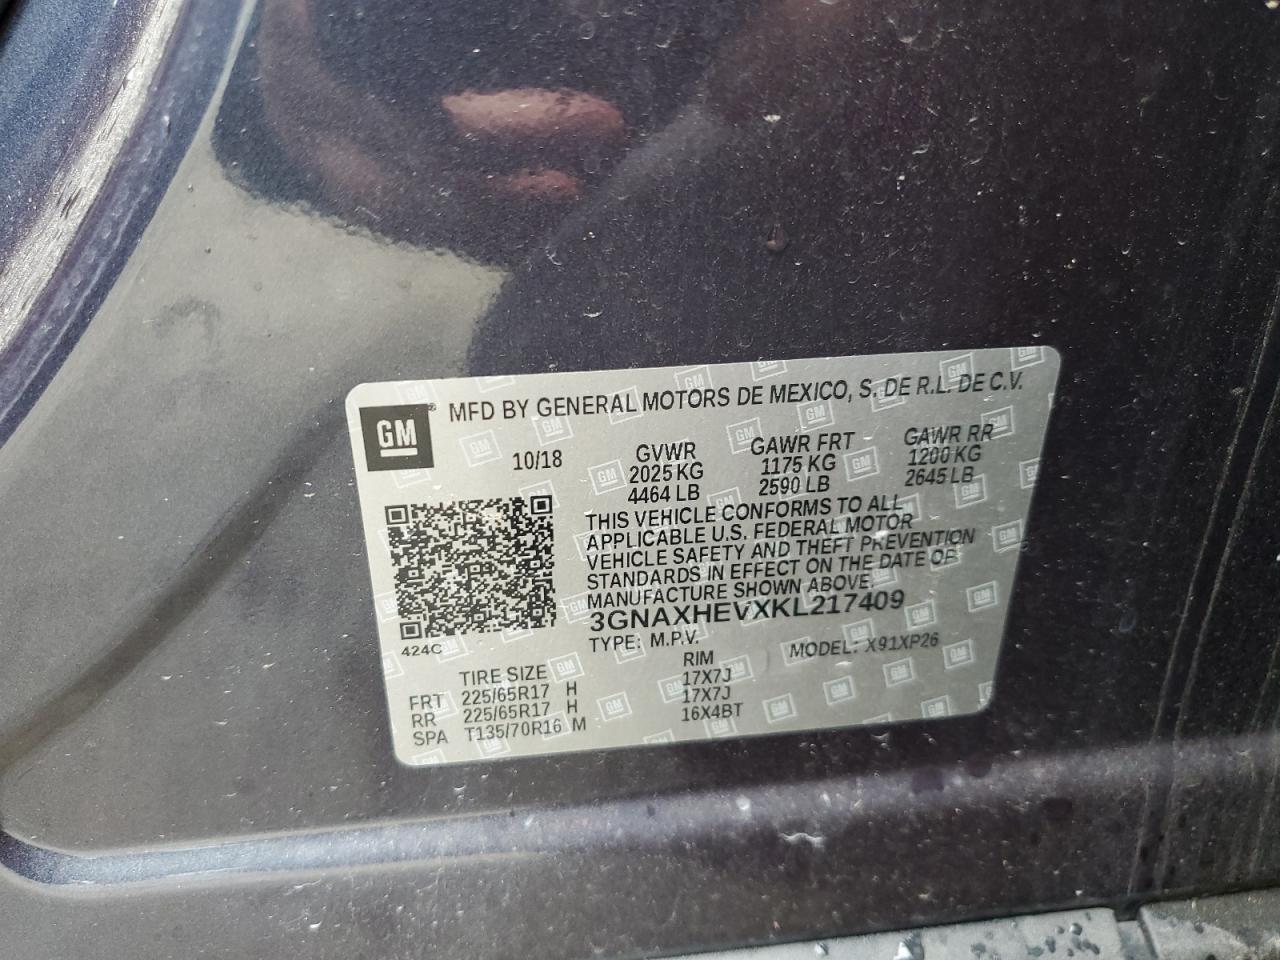 GM® MFD BY GENERAL MOTORS DE MEXICO, S. DE R.L. DE C.V.
10/18 GVWR GAWR FRT GAWR RR
2025 KG 1175 KG 1200 KG
4464 LB 2590 LB 2645 LB
THIS VEHICLE CONFORMS TO ALL
APPLICABLE U.S. FEDERAL MOTOR
VEHICLE SAFETY AND THEFT PREVENTION
STANDARDS IN EFFECT ON THE DATE OF
MANUFACTURE SHOWN ABOVE.
3GNAXHEVXKL217409
424C TYPE: M.P.V. MODEL: X91XP26
TIRE SIZE RIM
FRT 225/65R17 H 17X7J
RR 225/65R17 H 17X7J
SPA T135/70R16 M 16X4BT